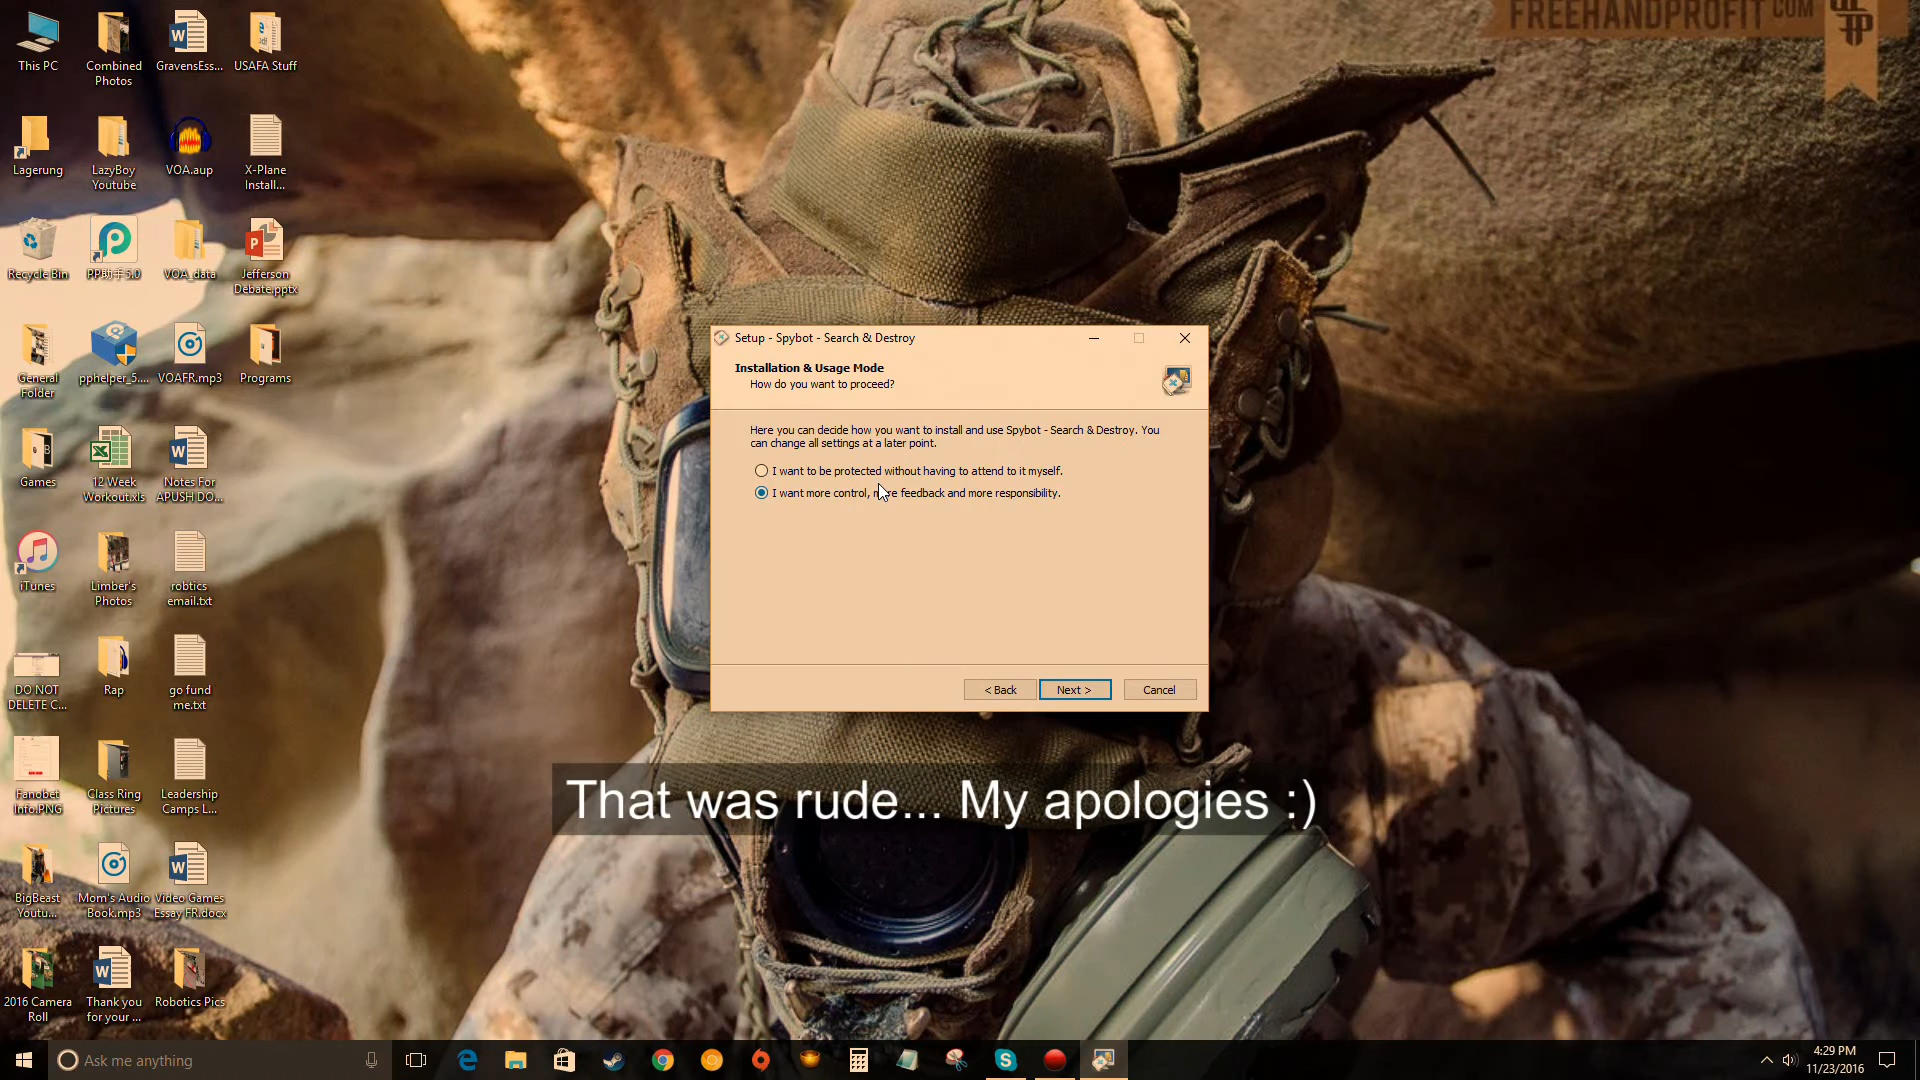 FREEHANDPROFIT.COM
This PC
Combined
Photos
GravensEss...
USAFA Stuff
Lagerung
LazyBoy
Youtube
VOA.aup
X-Plane
Install...
Recycle Bin
PP助手5.0
VOA_data
Jefferson
Debate.pptx
General
Folder
pphelper_5....
VOAFR.mp3
Programs
Games
12 Week
Workout.xls
Notes For
APUSH DO...
iTunes
Limber's
Photos
robtics
email.txt
DO NOT
DELETE C...
Rap
go fund
me.txt
Fanobet
Info.PNG
Class Ring
Pictures
Leadership
Camps L...
BigBeast
Youtu...
Mom's Audio
Book.mp3
Video Games
Essay FR.docx
2016 Camera
Roll
Thank you
for your ...
Robotics Pics
Setup - Spybot - Search & Destroy
Installation & Usage Mode
How do you want to proceed?
Here you can decide how you want to install and use Spybot - Search & Destroy. You
can change all settings at a later point.
I want to be protected without having to attend to it myself.
I want more control, more feedback and more responsibility.
< Back
Next >
Cancel
That was rude... My apologies :)
Ask me anything
4:29 PM
11/23/2016